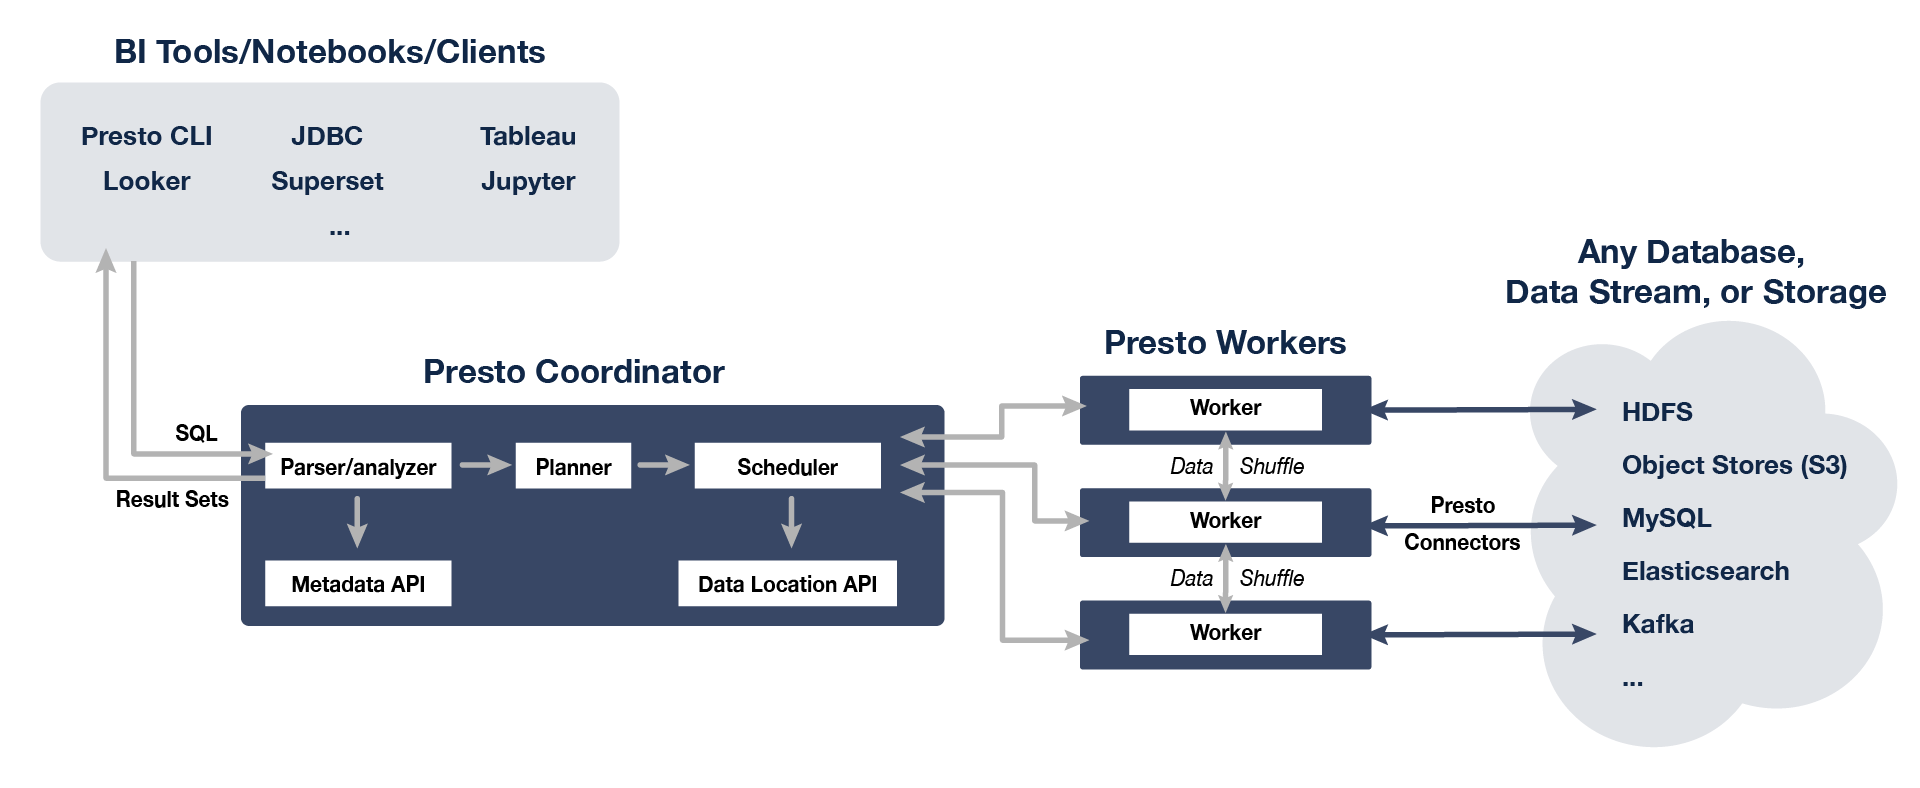 BI Tools/Notebooks/Clients
Presto CLI JDBC Tableau
Looker Superset Jupyter
...
SQL
Result Sets
Presto Coordinator
Parser/analyzer Planner Scheduler
Metadata API Data Location API
Presto Workers
Worker
Data Shuffle
Worker
Data Shuffle
Worker
Presto
Connectors
Any Database,
Data Stream, or Storage
HDFS
Object Stores (S3)
MySQL
Elasticsearch
Kafka
...